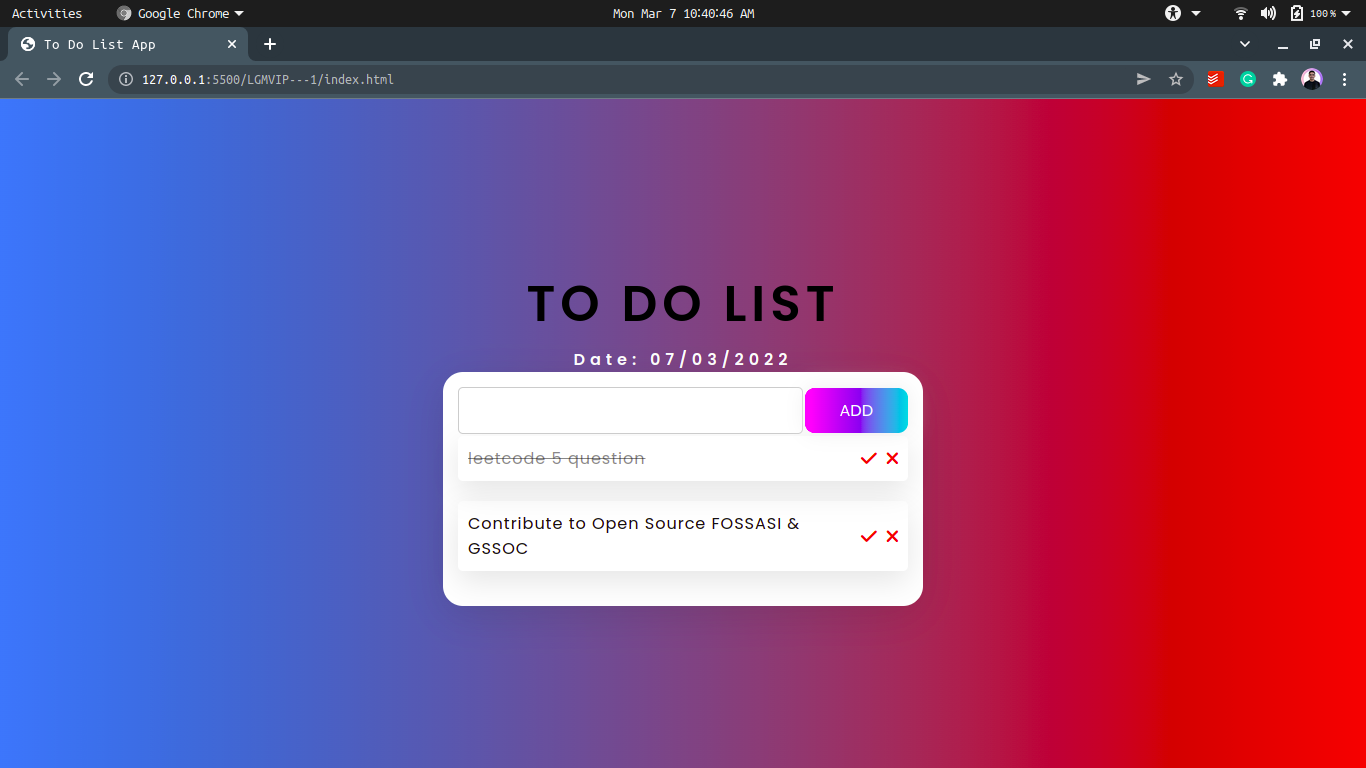 Activities Google Chrome Mon Mar 7 10:40:46 AM 100 %
To Do List App
127.0.0.1:5500/LGMVIP---1/index.html
TO DO LIST
Date: 07/03/2022
ADD
leetcode 5 question
Contribute to Open Source FOSSASI &
GSSOC